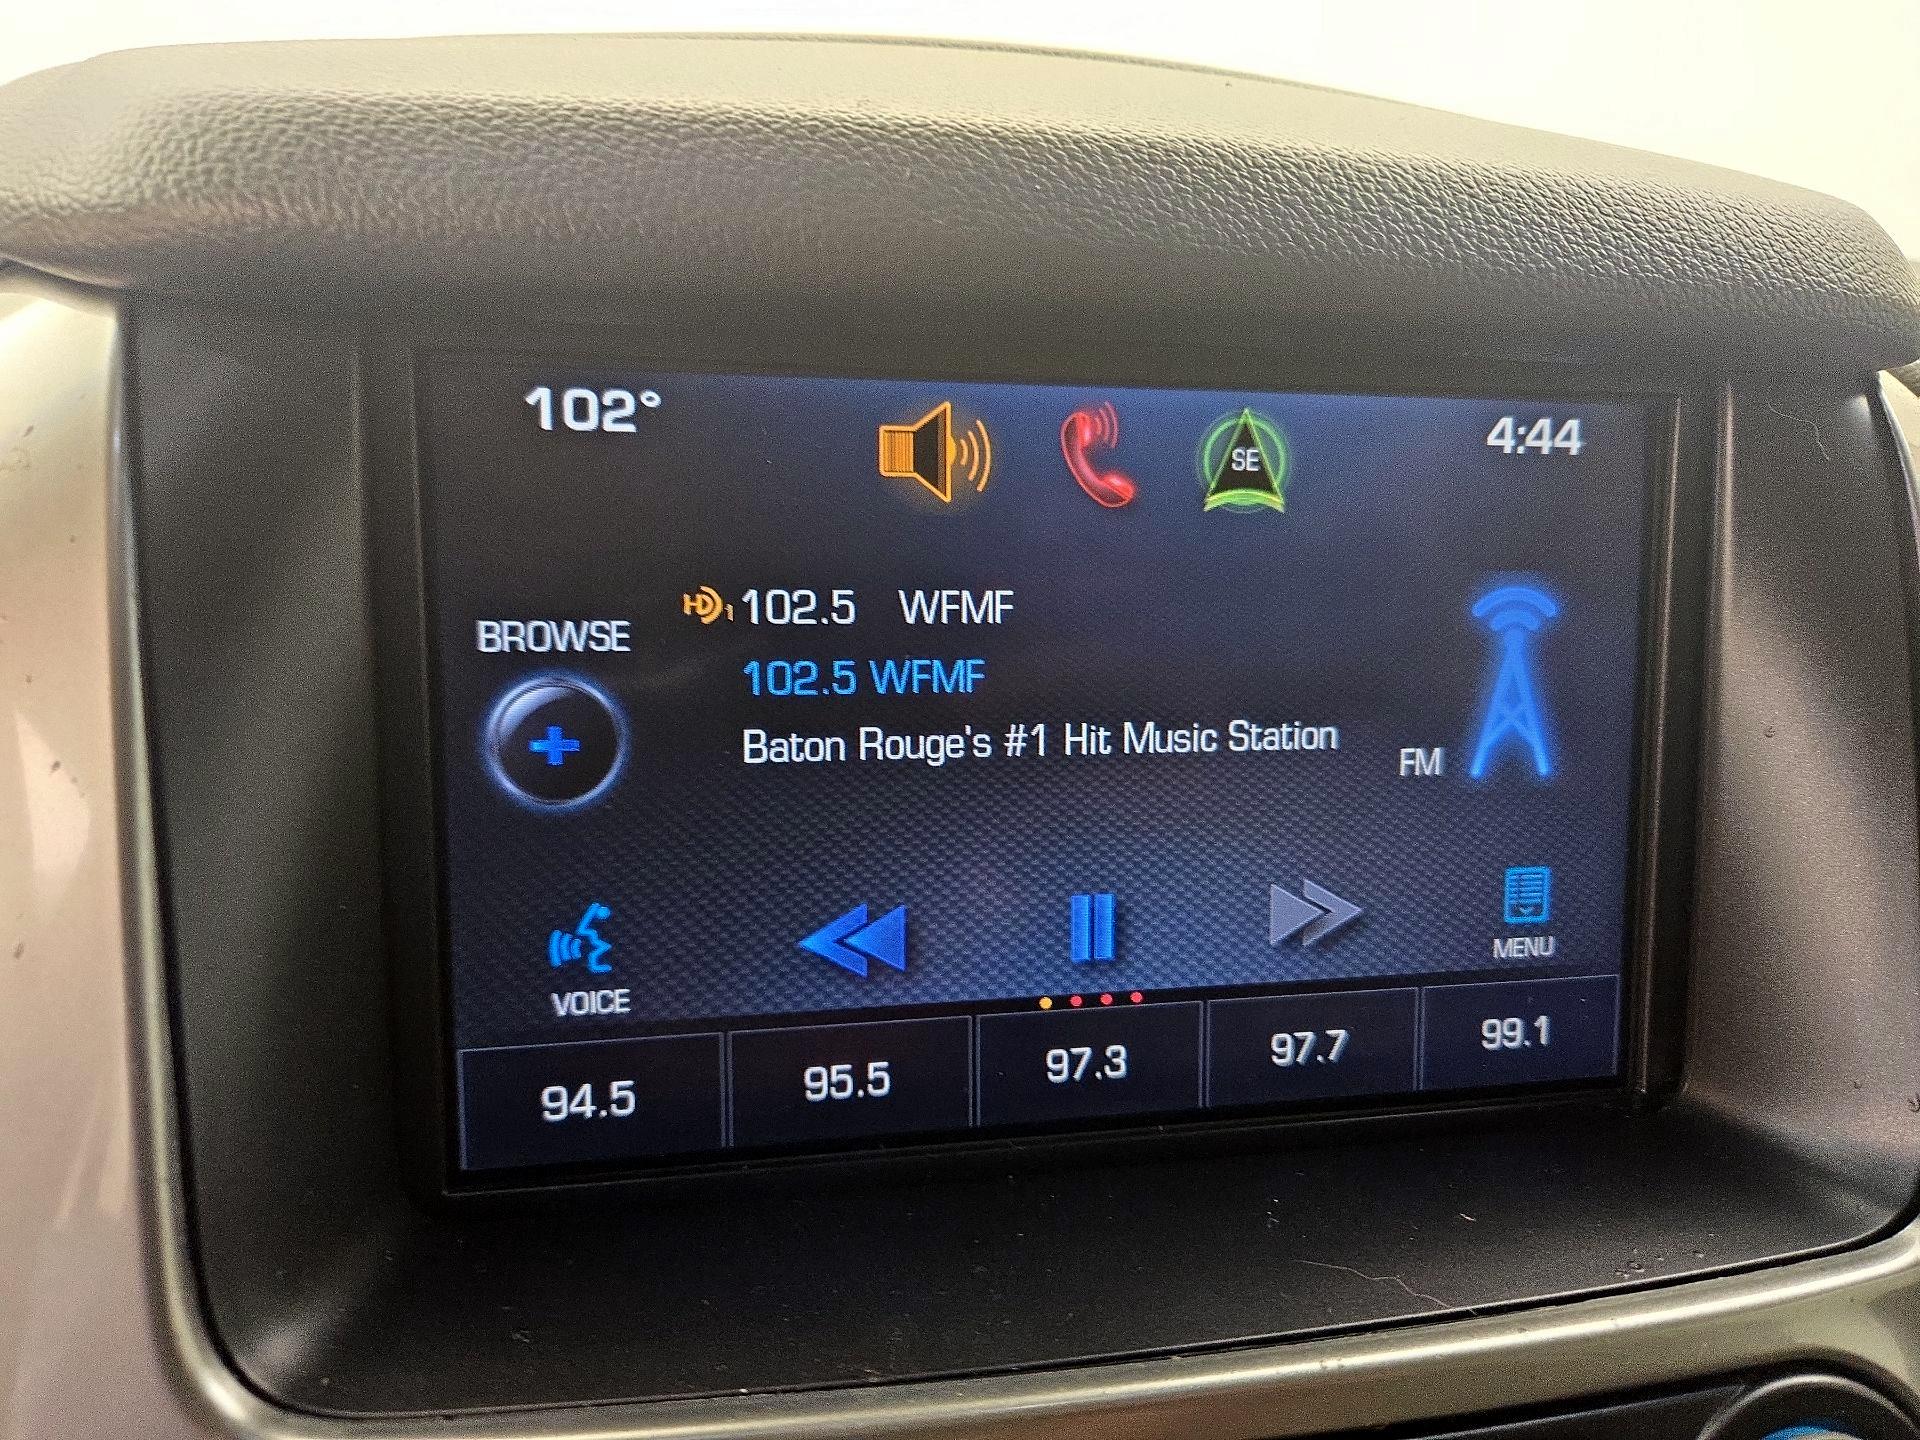 102°
SE
4:44
HD1 102.5 WFMF
102.5 WFMF
Baton Rouge's #1 Hit Music Station
BROWSE
FM
VOICE
MENU
94.5
95.5
97.3
97.7
99.1